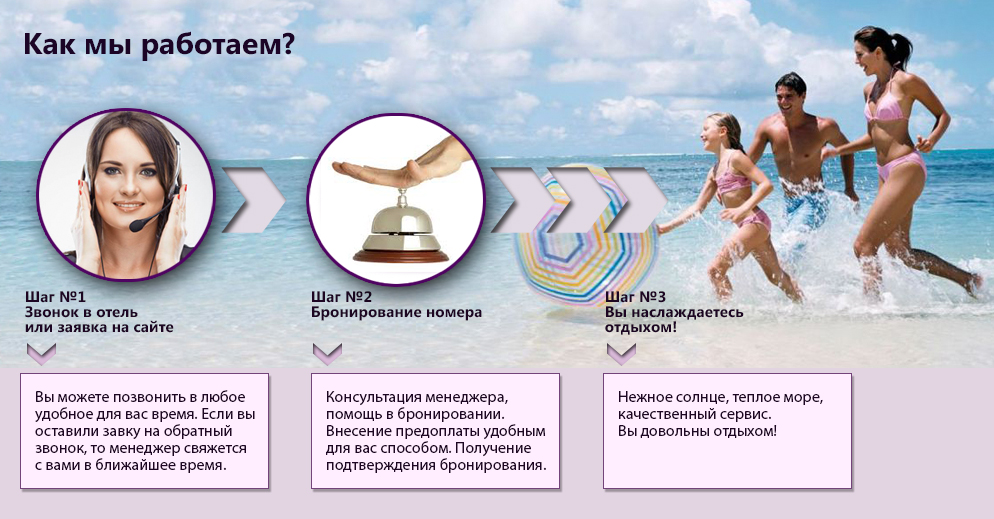 Как мы работаем?
Шаг №1
Звонок в отель
или заявка на сайте
Вы можете позвонить в любое
удобное для вас время. Если вы
оставили завку на обратный
звонок, то менеджер свяжется
с вами в ближайшее время.
Шаг №2
Бронирование номера
Консультация менеджера,
помощь в бронировании.
Внесение предоплаты удобным
для вас способом. Получение
подтверждения бронирования.
Шаг №3
Вы наслаждаетесь
отдыхом!
Нежное солнце, теплое море,
качественный сервис.
Вы довольны отдыхом!